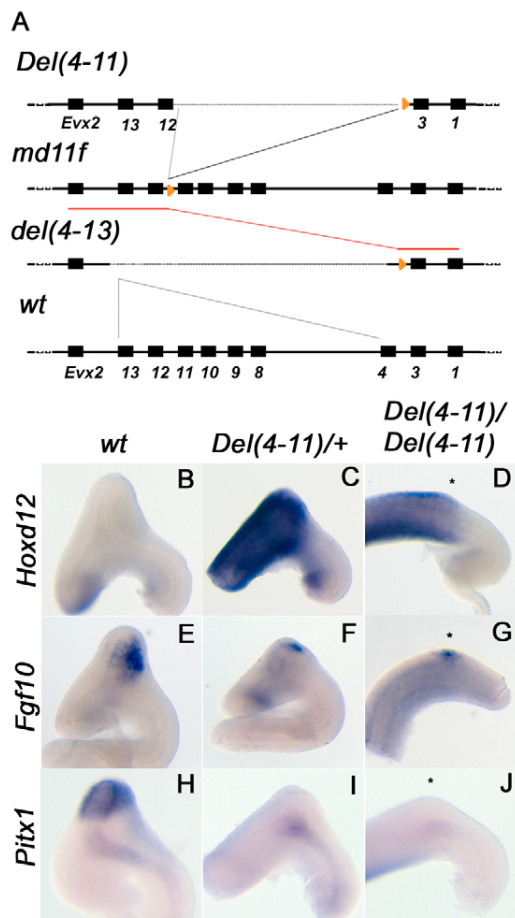 A
Del(4-11)
Evx2 13 12 3 1
md11f
del(4-13)
wt
Evx2 13 12 11 10 9 8 4 3 1
wt Del(4-11)/+ Del(4-11)/
Del(4-11)
Hoxd12 B C D *
Fgf10 E F G *
Pitx1 H I J *